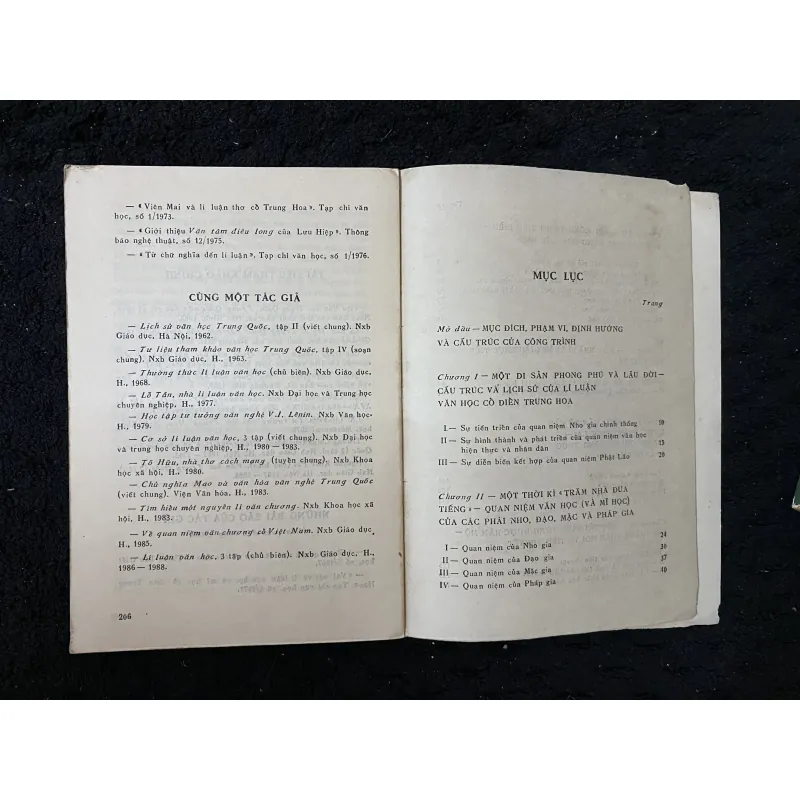 — « Viên Mai và lí luận thơ cổ Trung Hoa ». Tạp chí văn
học, số 1/1973.
— « Giới thiệu Văn tâm điêu long của Lưu Hiệp ». Thông
báo nghệ thuật, số 12/1975.
— « Từ chữ nghĩa đến lí luận ». Tạp chí văn học, số 1/1976.
CÙNG MỘT TÁC GIẢ
— Lịch sử văn học Trung Quốc, tập II (viết chung). Nxb
Giáo dục, Hà Nội, 1962.
— Tư liệu tham khảo văn học Trung Quốc, tập IV (soạn
chung). Nxb Giáo dục, H., 1963.
— Thường thức lí luận văn học (chủ biên). Nxb Giáo dục,
H., 1968.
— Lỗ Tấn, nhà lí luận văn học. Nxb Đại học và Trung học
chuyên nghiệp, H., 1977.
— Học tập tư tưởng văn nghệ V.I. Lênin. Nxb Văn học
H., 1979.
— Cơ sở lí luận văn học, 3 tập (viết chung). Nxb Đại học
và trung học chuyên nghiệp, H., 1980 — 1983.
— Tố Hữu, nhà thơ cách mạng (tuyển chung). Nxb Khoa
học xã hội, H., 1980.
— Chủ nghĩa Mao và văn hóa văn nghệ Trung Quốc
(viết chung). Viện Văn hóa, H., 1983.
— Tìm hiểu một nguyên lí văn chương. Nxb Khoa học xã
hội, H., 1983.
— Về quan niệm văn chương cổ Việt Nam. Nxb Giáo dục,
H., 1985.
— Lí luận văn học, 3 tập (chủ biên). Nxb Giáo dục, H.,
1986 — 1988.
266
MỤC LỤC
Trang
Mở đầu — MỤC ĐÍCH, PHẠM VI, ĐỊNH HƯỚNG
VÀ CẤU TRÚC CỦA CÔNG TRÌNH
Chương I — MỘT DI SẢN PHONG PHÚ VÀ LÂU ĐỜI—
CẤU TRÚC VÀ LỊCH SỬ CỦA LÍ LUẬN
VĂN HỌC CỔ ĐIỂN TRUNG HOA
I — Sự tiến triển của quan niệm Nho gia chính thống 10
II — Sự hình thành và phát triển của quan niệm văn học
hiện thực và nhân dân 15
III — Sự diễn biến kết hợp của quan niệm Phật Lão 20
Chương II — MỘT THỜI KÌ « TRĂM NHÀ ĐUA
TIẾNG » — QUAN NIỆM VĂN HỌC (VÀ MĨ HỌC)
CỦA CÁC PHÁI NHO, ĐẠO, MẶC VÀ PHÁP GIA
24
I — Quan niệm của Nho gia 30
II — Quan niệm của Đạo gia 37
III — Quan niệm của Mặc gia 40
IV — Quan niệm của Pháp gia